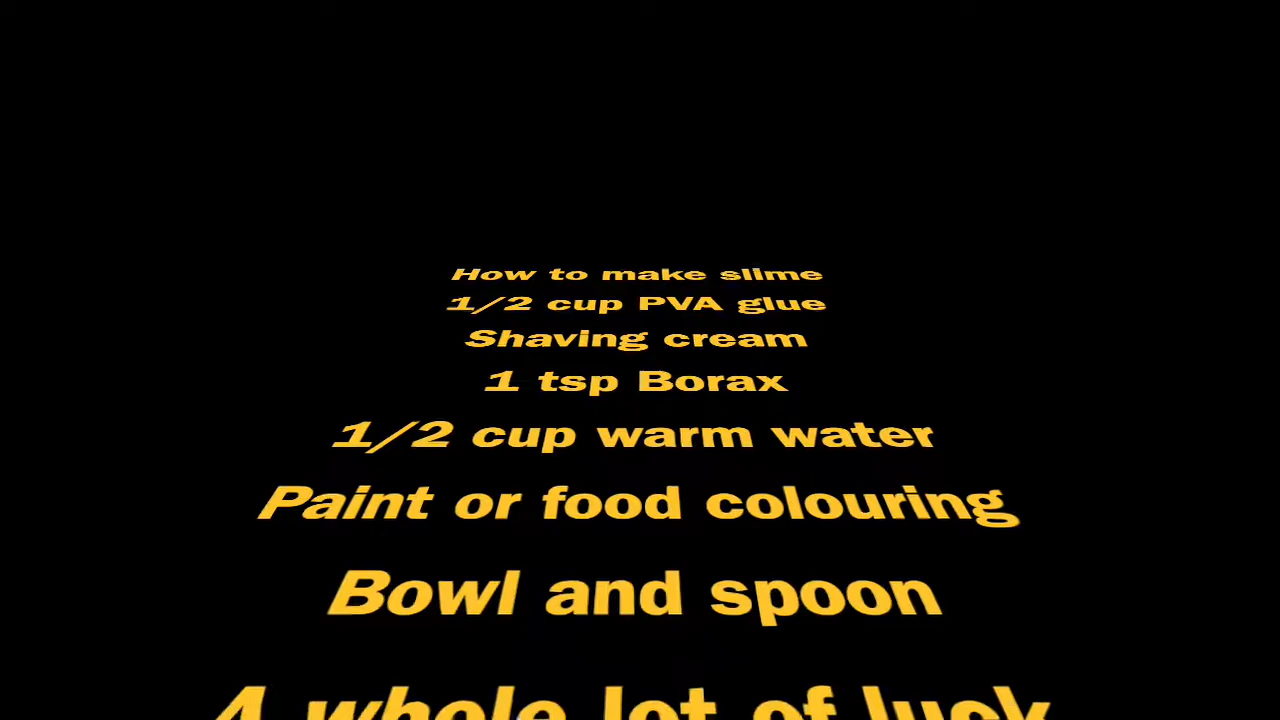 How to make slime
1/2 cup PVA glue
Shaving cream
1 tsp Borax
1/2 cup warm water
Paint or food colouring
Bowl and spoon
A whole lot of luck